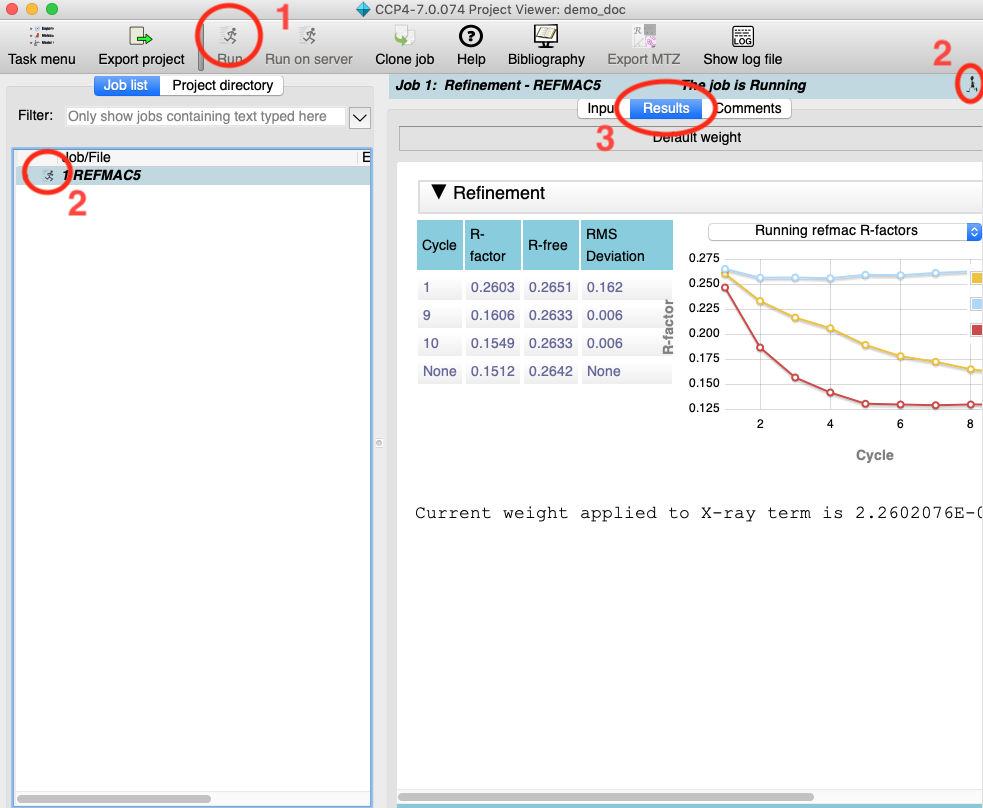 CCP4-7.0.074 Project Viewer: demo_doc
1
Task menu Export project Run Run on server Clone job Help Bibliography Export MTZ Show log file
2
Job list Project directory
Filter: Only show jobs containing text typed here
Job/File E
2
1 REFMAC5
2
Job 1: Refinement - REFMAC5 The job is Running
Input Results Comments
3
Default weight
▼ Refinement
Cycle R-factor R-free RMS Deviation
1 0.2603 0.2651 0.162
9 0.1606 0.2633 0.006
10 0.1549 0.2633 0.006
None 0.1512 0.2642 None
Running refmac R-factors
0.275
0.250
0.225
0.200
0.175
0.150
0.125
R-factor
2 4 6 8
Cycle
Current weight applied to X-ray term is